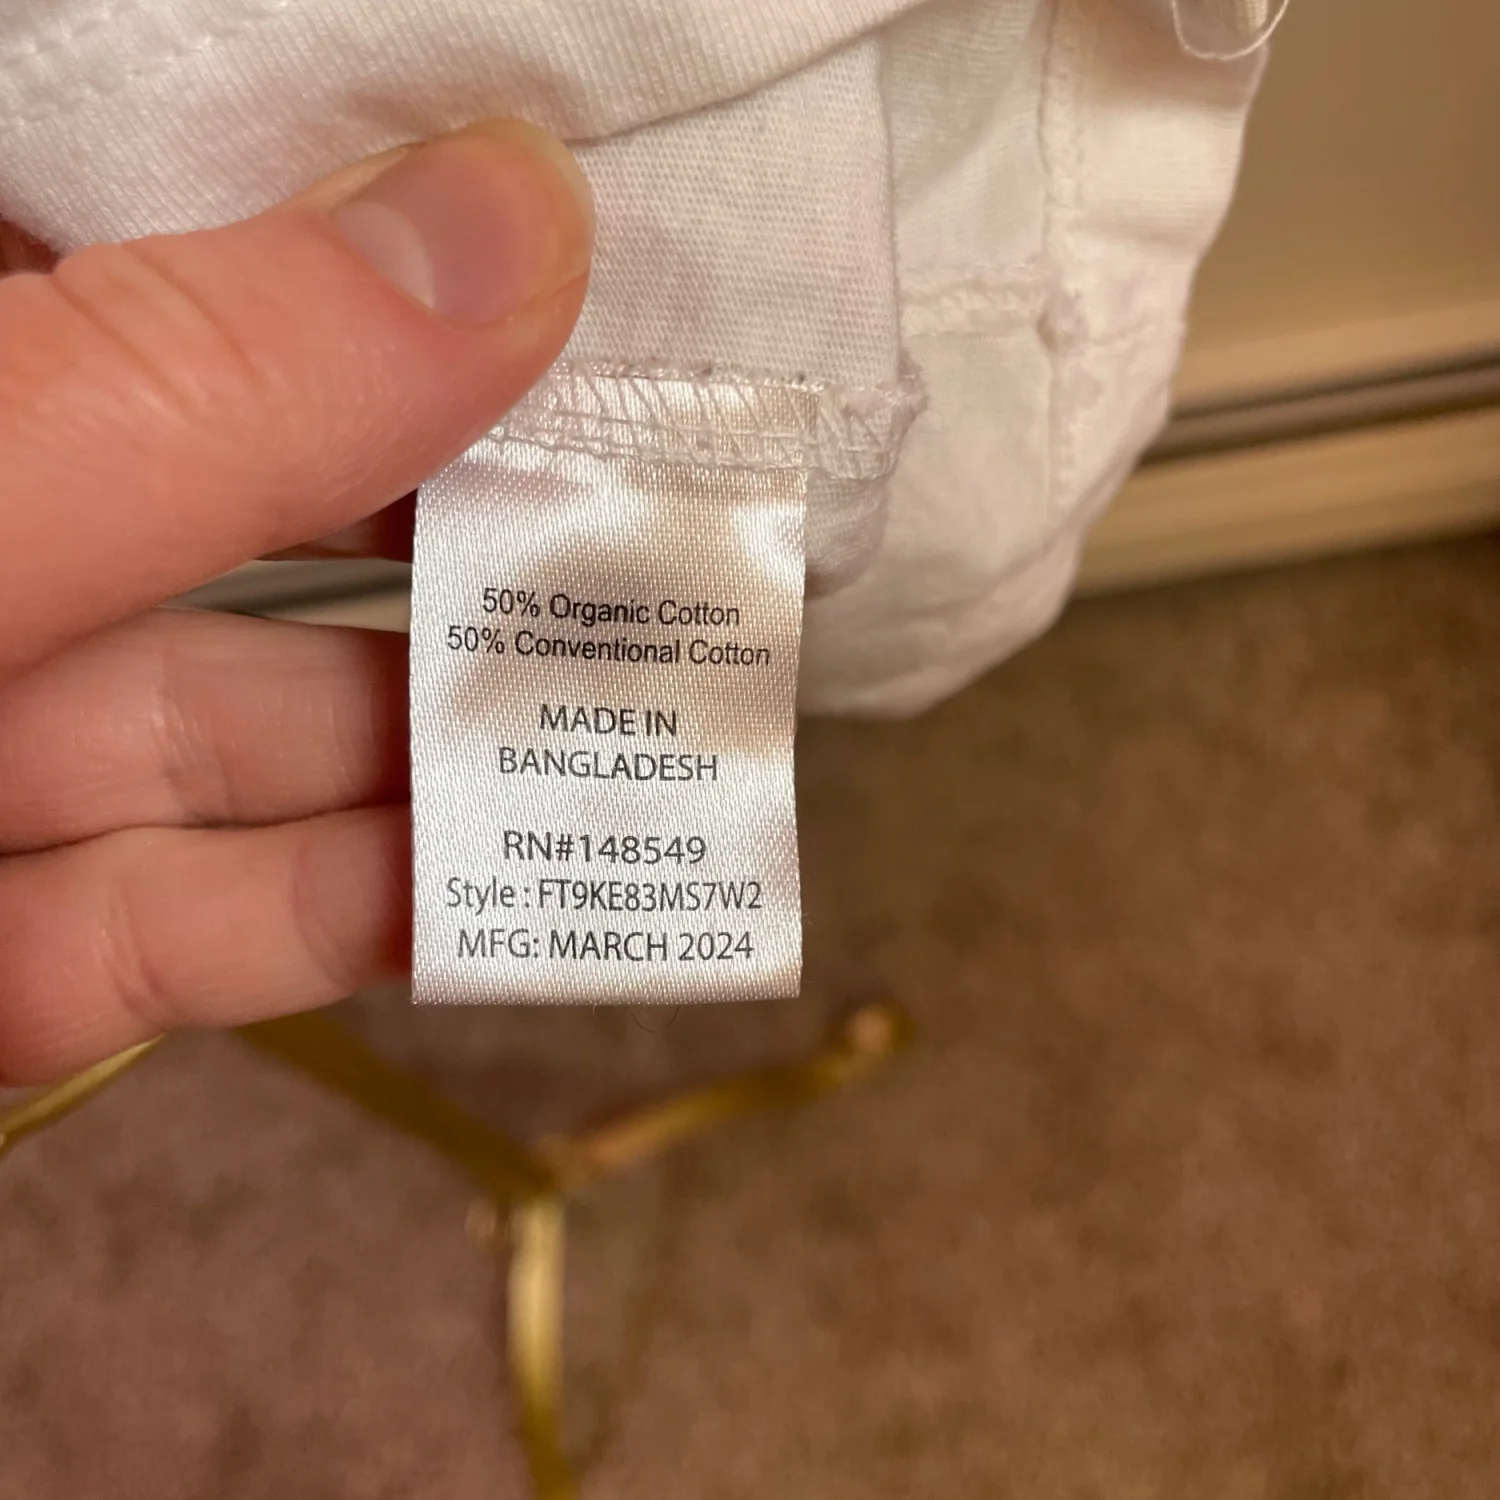 50% Organic Cotton
50% Conventional Cotton
MADE IN
BANGLADESH
RN#148549
Style : FT9KE83MS7W2
MFG: MARCH 2024